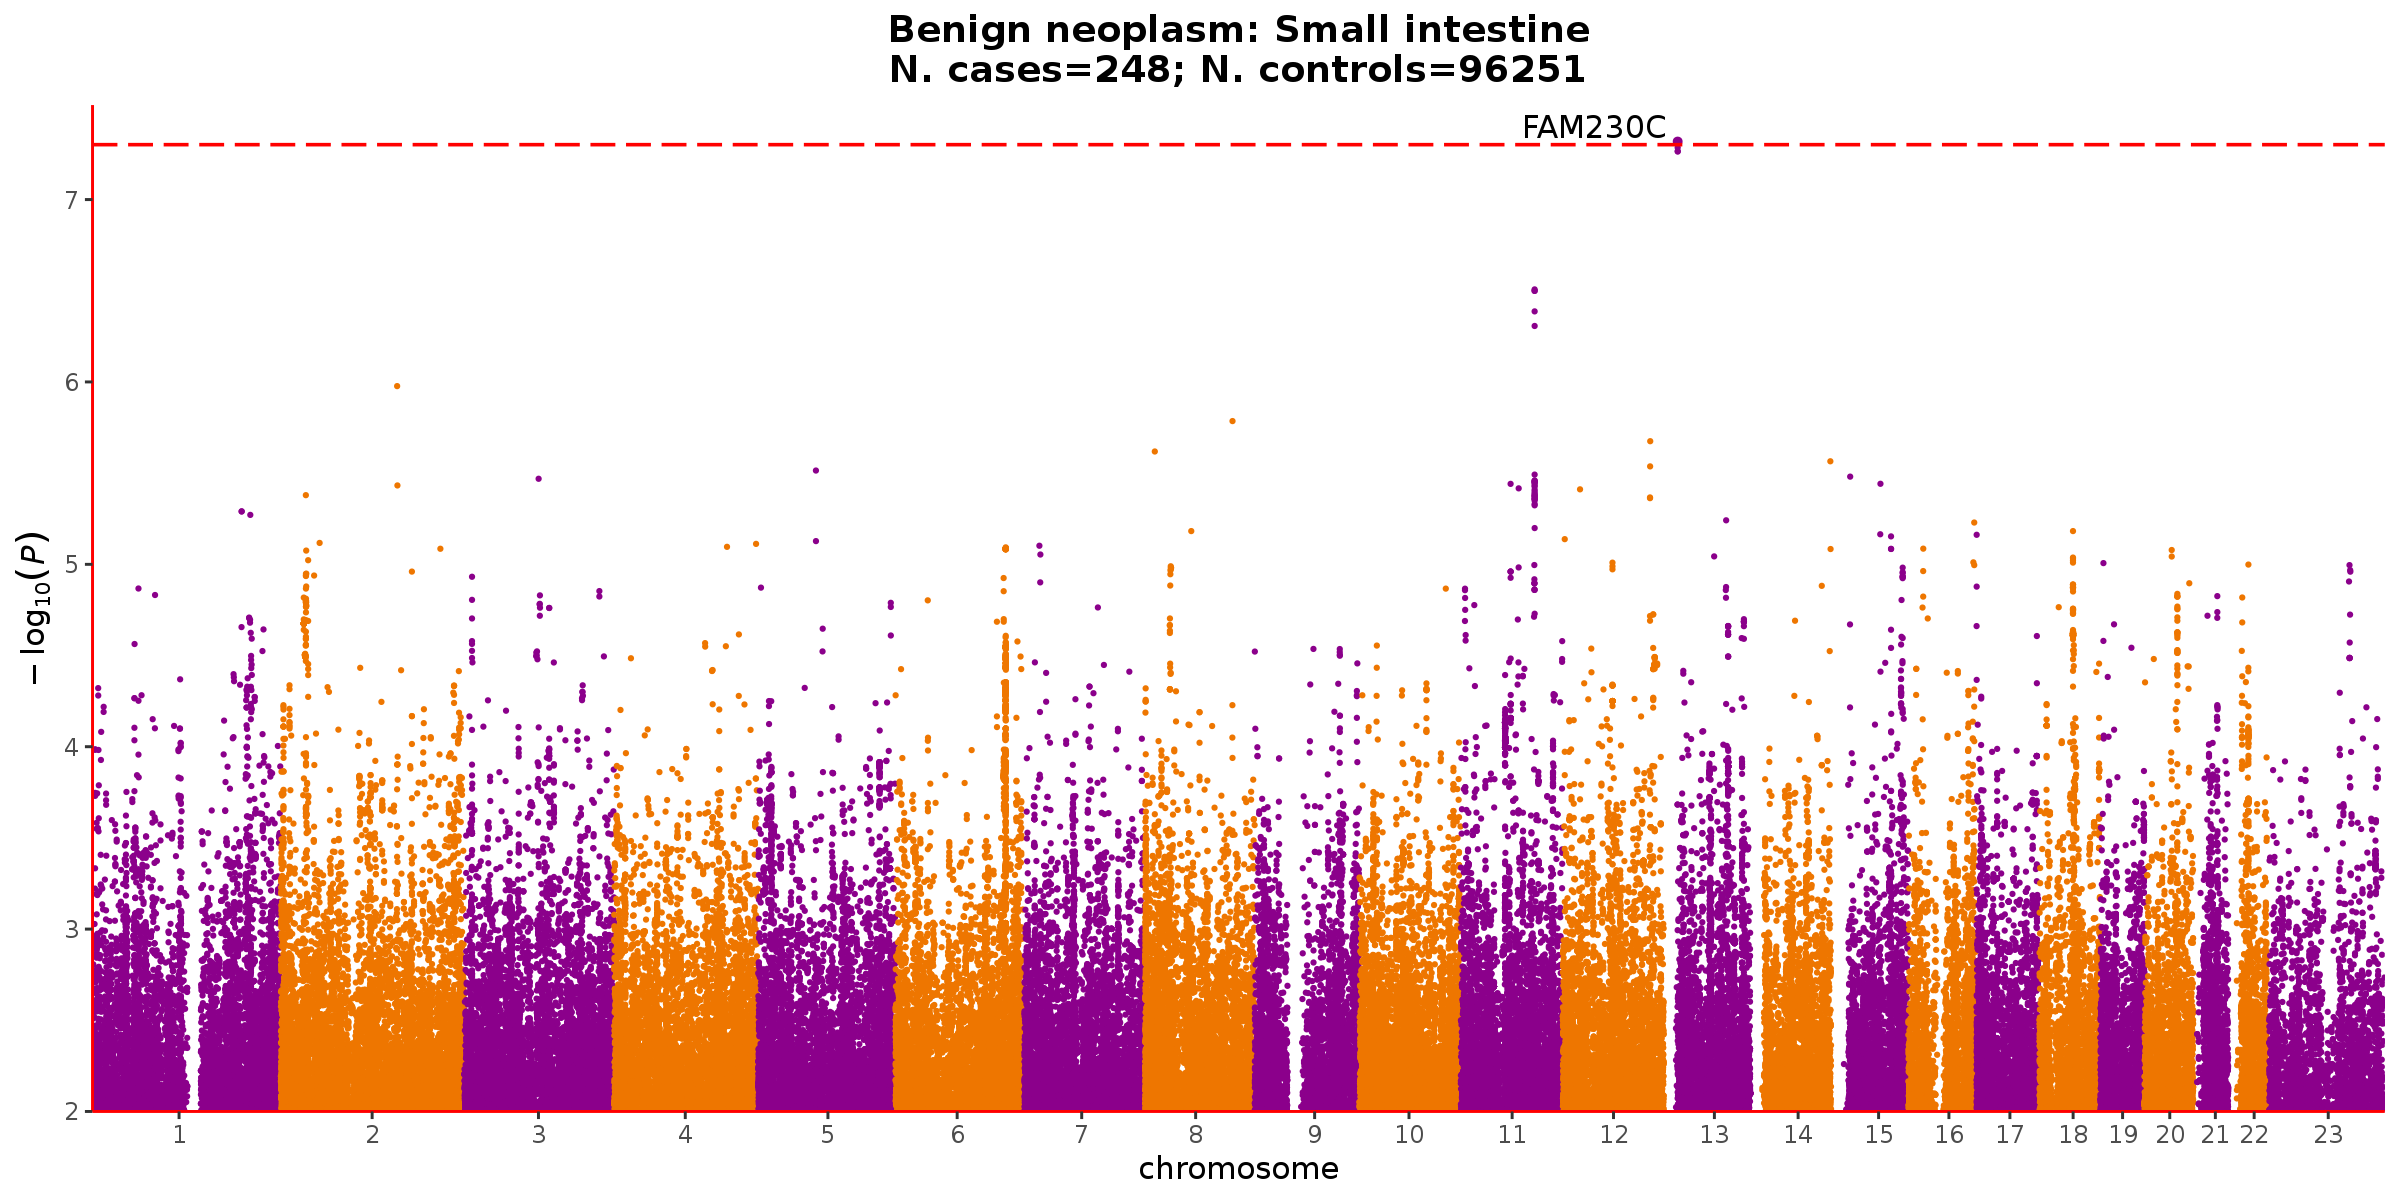 Benign neoplasm: Small intestine
N. cases=248; N. controls=96251
FAM230C
7
6
5
4
3
2
−log₁₀(P)
1 2 3 4 5 6 7 8 9 10 11 12 13 14 15 16 17 18 19 20 21 22 23
chromosome